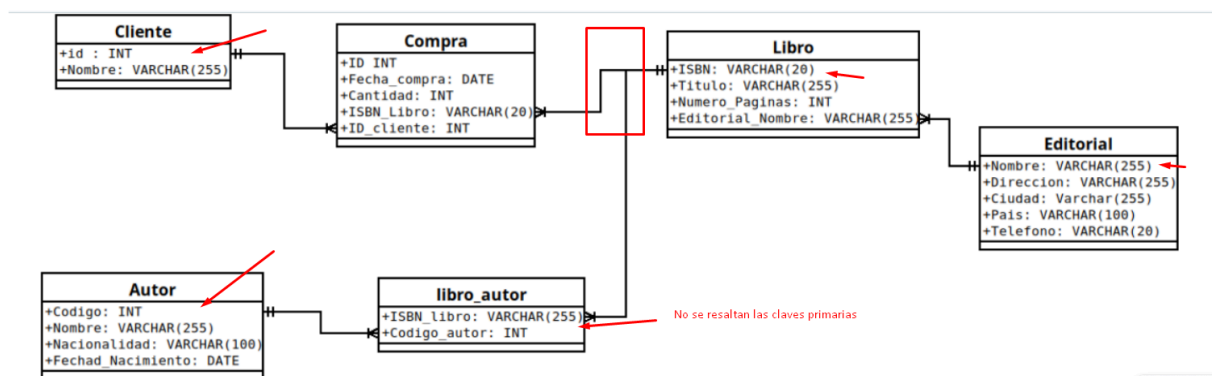 Cliente
+id : INT
+Nombre: VARCHAR(255)
Compra
+ID INT
+Fecha_compra: DATE
+Cantidad: INT
+ISBN_Libro: VARCHAR(20)
+ID_cliente: INT
Libro
+ISBN: VARCHAR(20)
+Titulo: VARCHAR(255)
+Numero_Paginas: INT
+Editorial_Nombre: VARCHAR(255)
Editorial
+Nombre: VARCHAR(255)
+Direccion: VARCHAR(255)
+Ciudad: Varchar(255)
+Pais: VARCHAR(100)
+Telefono: VARCHAR(20)
Autor
+Codigo: INT
+Nombre: VARCHAR(255)
+Nacionalidad: VARCHAR(100)
+Fechad_Nacimiento: DATE
libro_autor
+ISBN_libro: VARCHAR(255)
+Codigo_autor: INT
No se resaltan las claves primarias